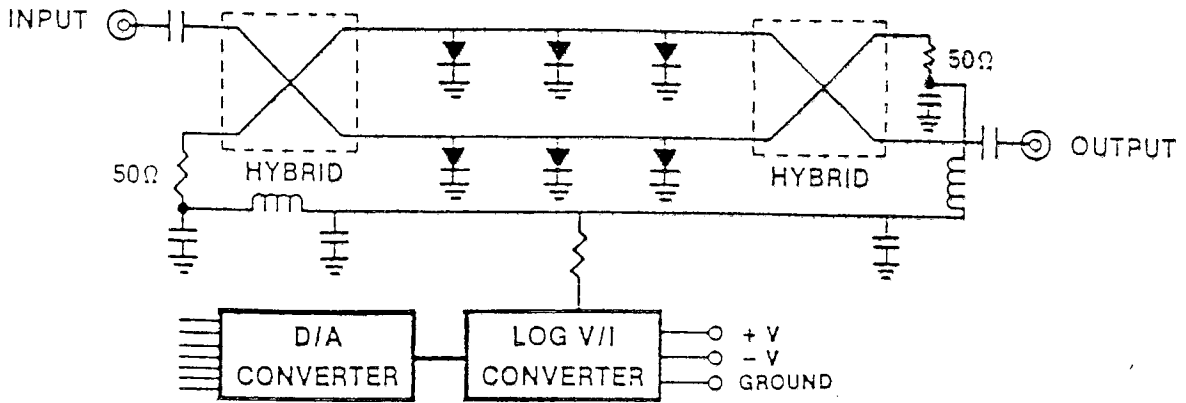 INPUT
50Ω
50Ω
HYBRID
HYBRID
OUTPUT
D/A
CONVERTER
LOG V/I
CONVERTER
+ V
- V
GROUND